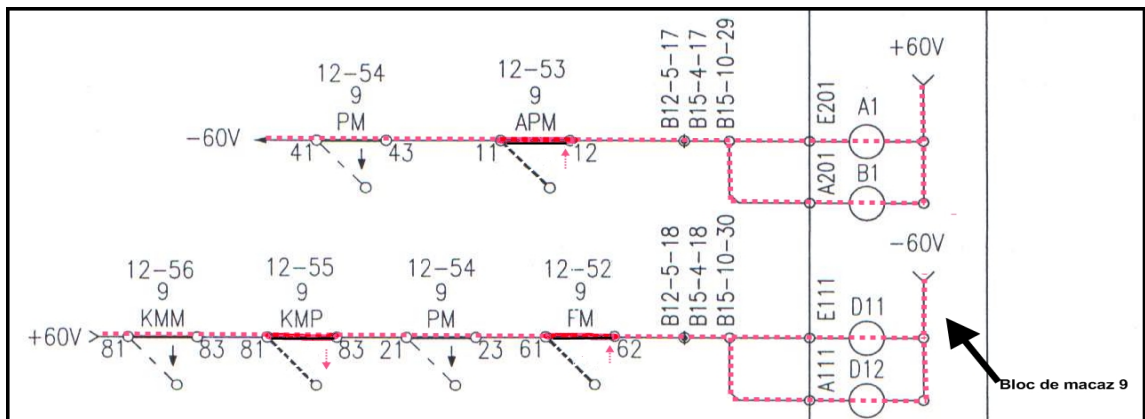 12-54
9
PM
12-53
9
APM
B12-5-17
B15-4-17
B15-10-29
E201
A1
+60V
-60V
41
43
11
12
A201
B1
12-56
9
KMM
12-55
9
KMP
12-54
9
PM
12-52
9
FM
B12-5-18
B15-4-18
B15-10-30
E111
D11
-60V
+60V
81
83
81
83
21
23
61
62
A111
D12
Bloc de macaz 9